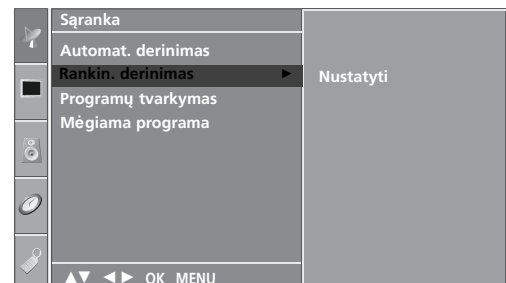 Sąranka
Automat. derinimas
Rankin. derinimas ►
Nustatyti
Programų tvarkymas
Mėgiama programa
▲▼ ◄► OK MENU